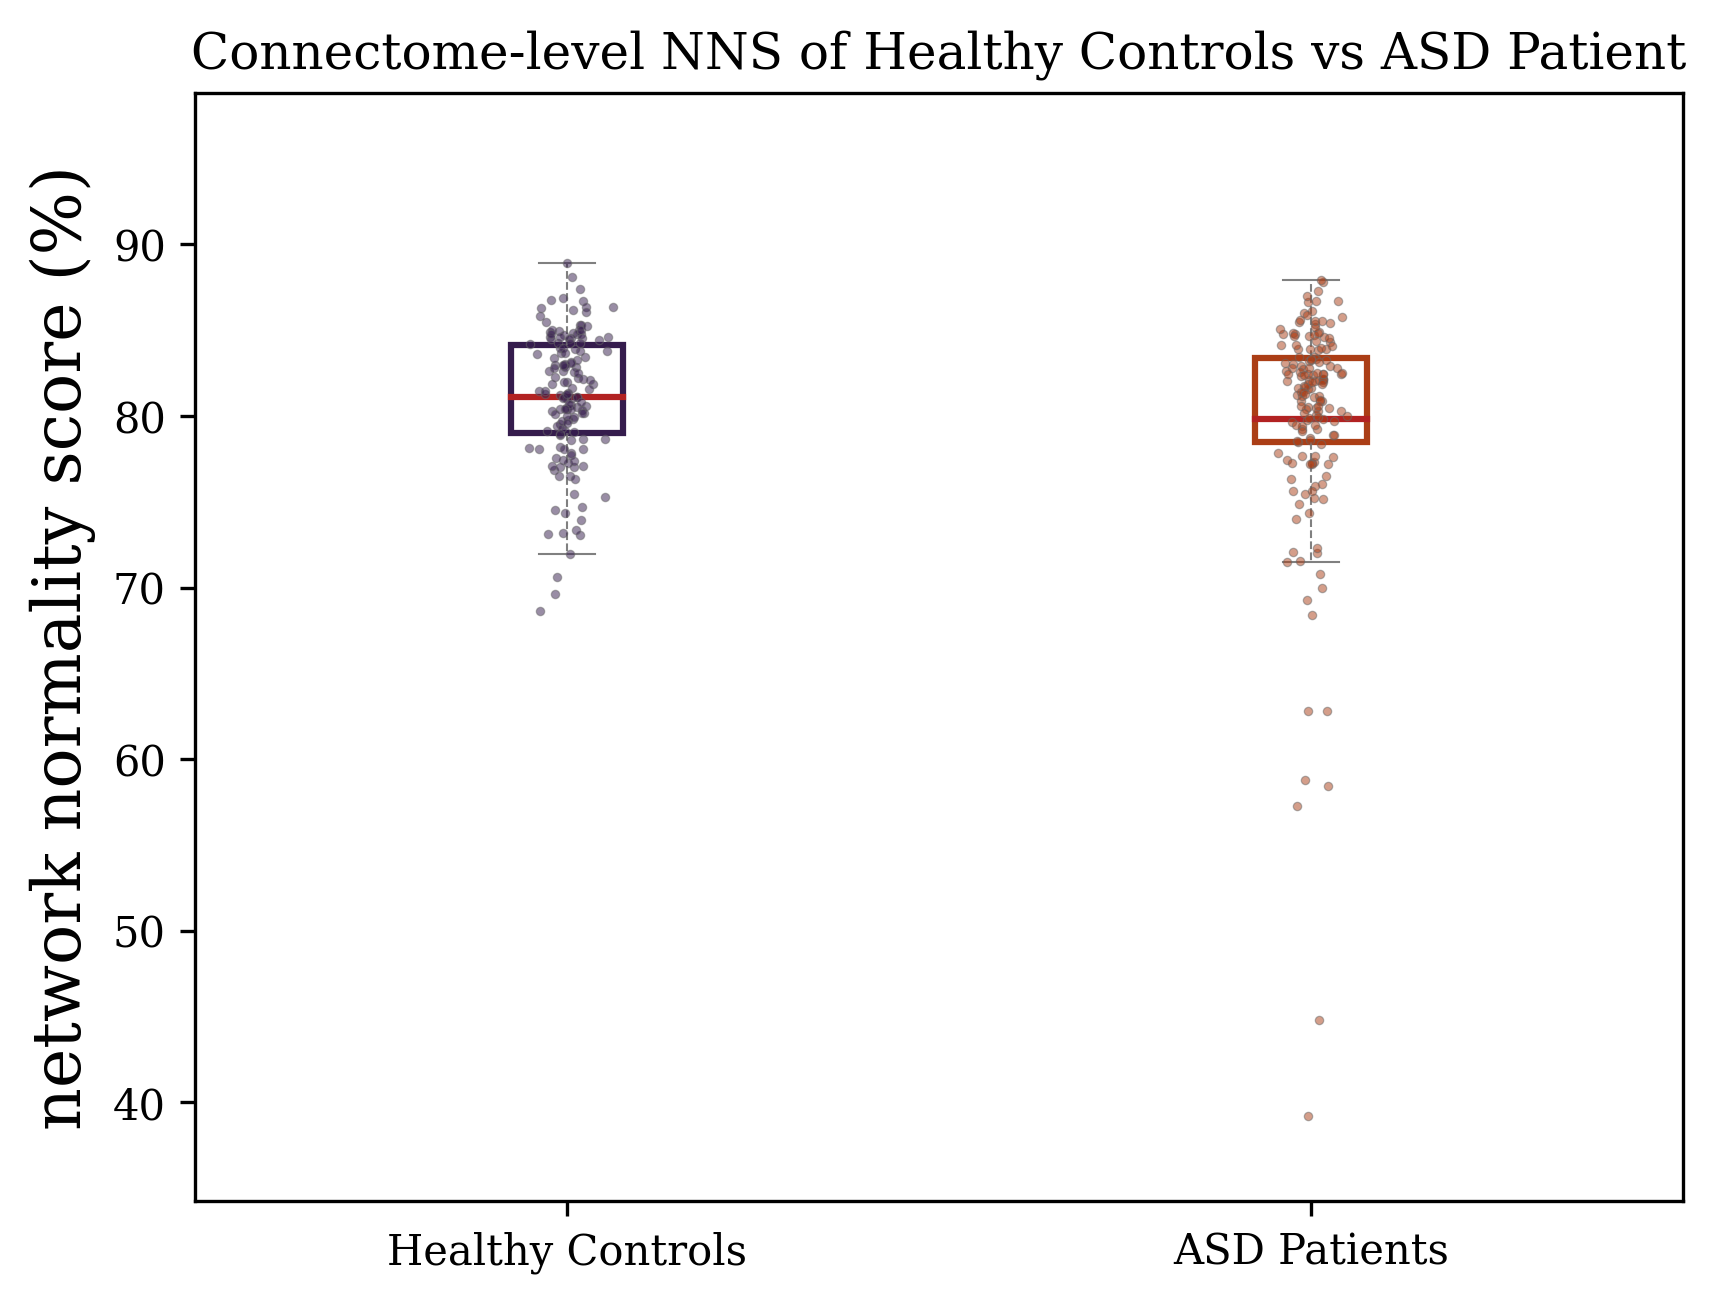 Connectome-level NNS of Healthy Controls vs ASD Patient
network normality score (%)
90
80
70
60
50
40
Healthy Controls
ASD Patients